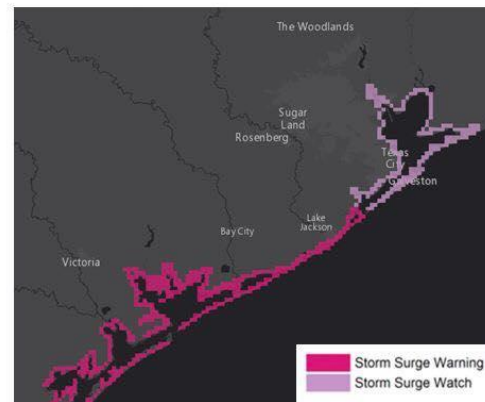 The Woodlands
Sugar
Land
Rosenberg
Texas
City
Galveston
Lake
Jackson
Bay City
Victoria
Storm Surge Warning
Storm Surge Watch